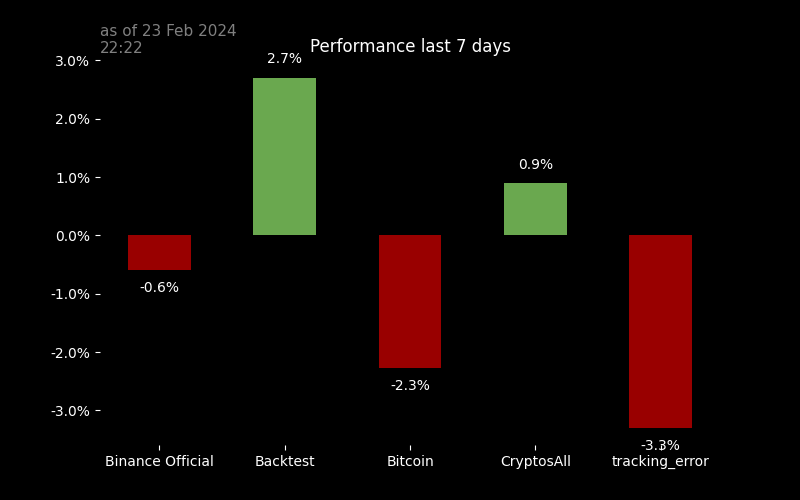 as of 23 Feb 2024
22:22
Performance last 7 days
3.0%
2.0%
1.0%
0.0%
-1.0%
-2.0%
-3.0%
-0.6%
2.7%
-2.3%
0.9%
-3.3%
Binance Official
Backtest
Bitcoin
CryptosAll
tracking_error